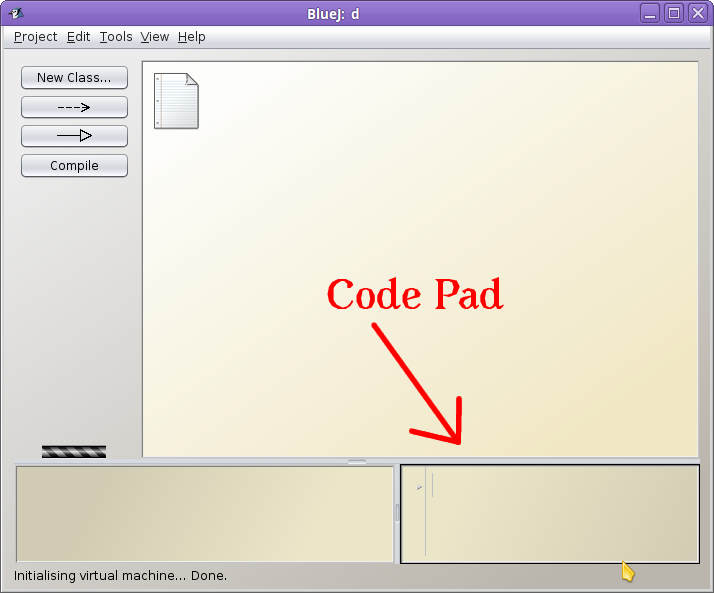 BlueJ: d
Project Edit Tools View Help
New Class...
Compile
Code Pad
Initialising virtual machine... Done.